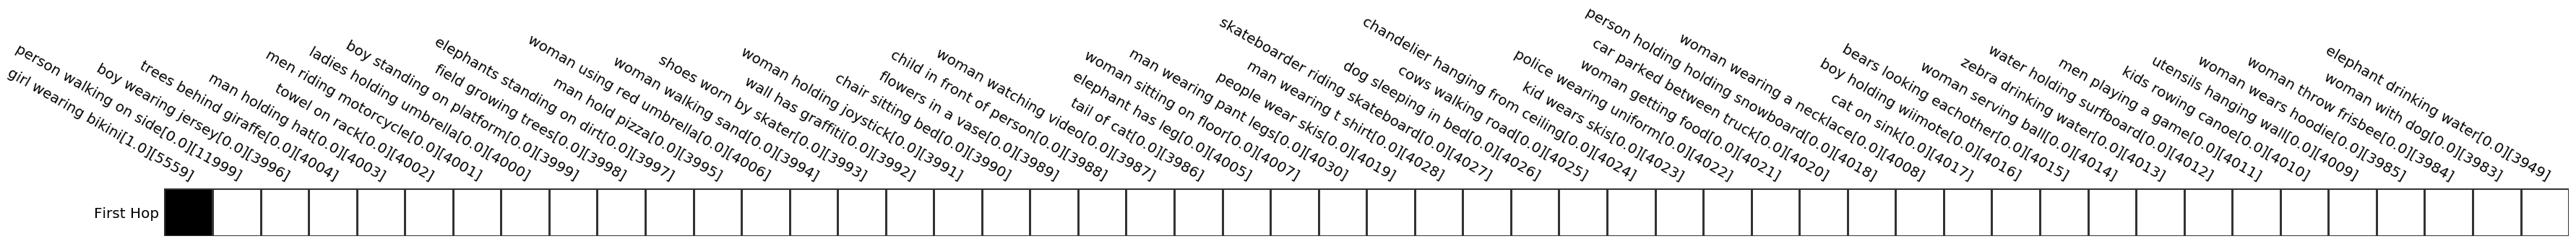 girl wearing bikini[1.0][5559]
person walking on side[0.0][11999]
boy wearing jersey[0.0][3996]
trees behind giraffe[0.0][4004]
man holding hat[0.0][4003]
towel on rack[0.0][4002]
men riding motorcycle[0.0][4001]
ladies holding umbrella[0.0][4000]
boy standing on platform[0.0][3999]
field growing trees[0.0][3998]
elephants standing on dirt[0.0][3997]
man hold pizza[0.0][3995]
woman using red umbrella[0.0][4006]
woman walking sand[0.0][3994]
shoes worn by skater[0.0][3993]
wall has graffiti[0.0][3992]
woman holding joystick[0.0][3991]
chair sitting bed[0.0][3990]
flowers in a vase[0.0][3989]
child in front of person[0.0][3988]
woman watching video[0.0][3987]
tail of cat[0.0][3986]
elephant has leg[0.0][4005]
woman sitting on floor[0.0][4007]
man wearing pant legs[0.0][4030]
people wear skis[0.0][4019]
man wearing t shirt[0.0][4028]
skateboarder riding skateboard[0.0][4027]
dog sleeping in bed[0.0][4026]
cows walking road[0.0][4025]
chandelier hanging from ceiling[0.0][4024]
kid wears skis[0.0][4023]
police wearing uniform[0.0][4022]
woman getting food[0.0][4021]
car parked between truck[0.0][4020]
person holding holding snowboard[0.0][4018]
woman wearing a necklace[0.0][4008]
cat on sink[0.0][4017]
boy holding wiimote[0.0][4016]
bears looking eachother[0.0][4015]
woman serving ball[0.0][4014]
zebra drinking water[0.0][4013]
water holding surfboard[0.0][4012]
men playing a game[0.0][4011]
kids rowing canoe[0.0][4010]
utensils hanging wall[0.0][4009]
woman wears hoodie[0.0][3985]
woman throw frisbee[0.0][3984]
woman with dog[0.0][3983]
elephant drinking water[0.0][3949]
First Hop